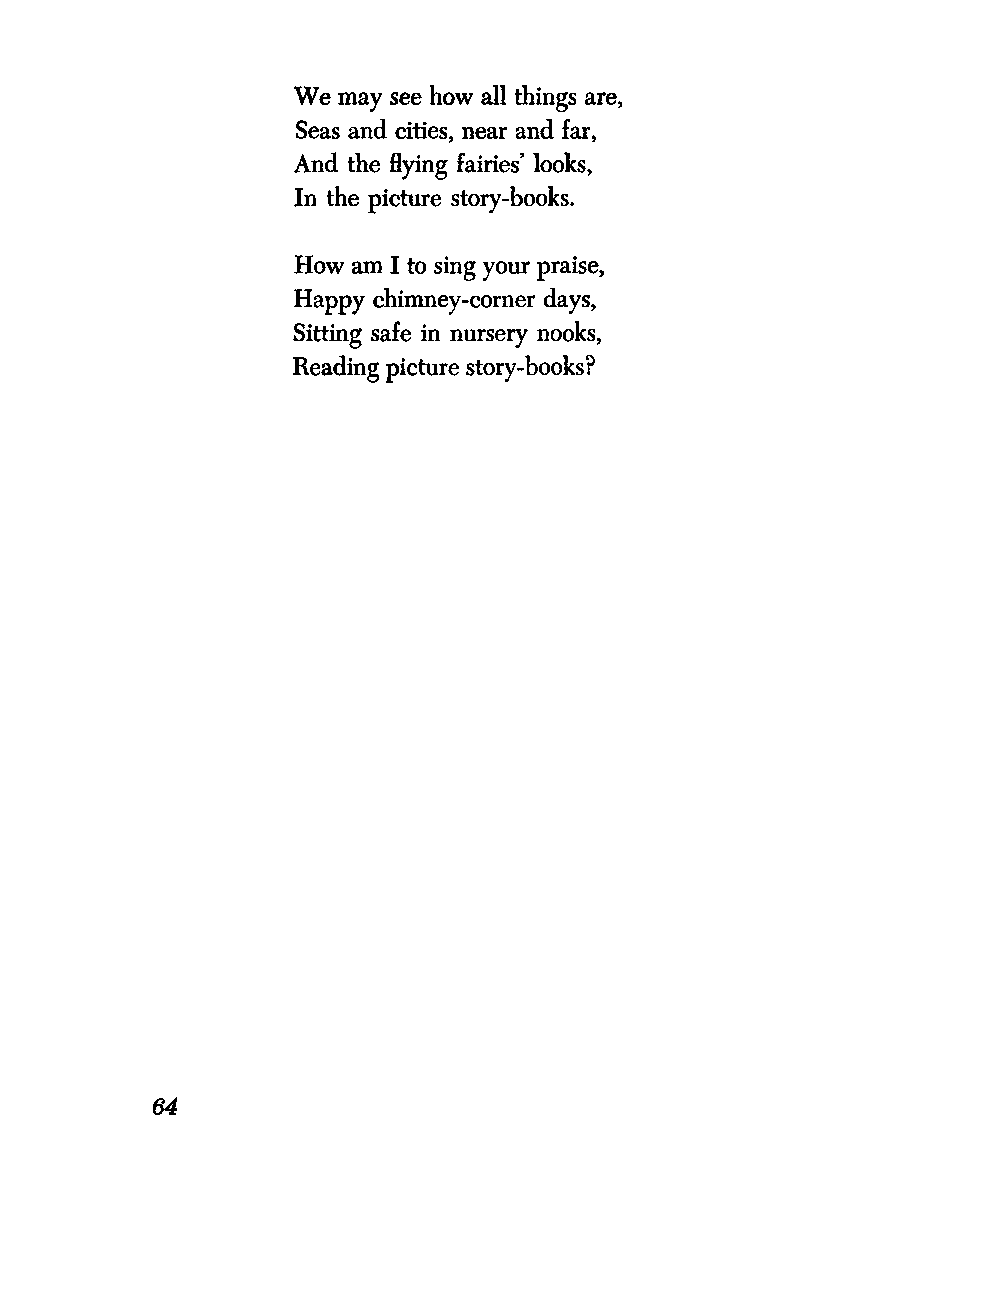 We may see how all things are,
Seas and cities, near and far,
And the flying fairies' looks,
In the picture story-books.

How am I to sing your praise,
Happy chimney-corner days,
Sitting safe in nursery nooks,
Reading picture story-books?

64